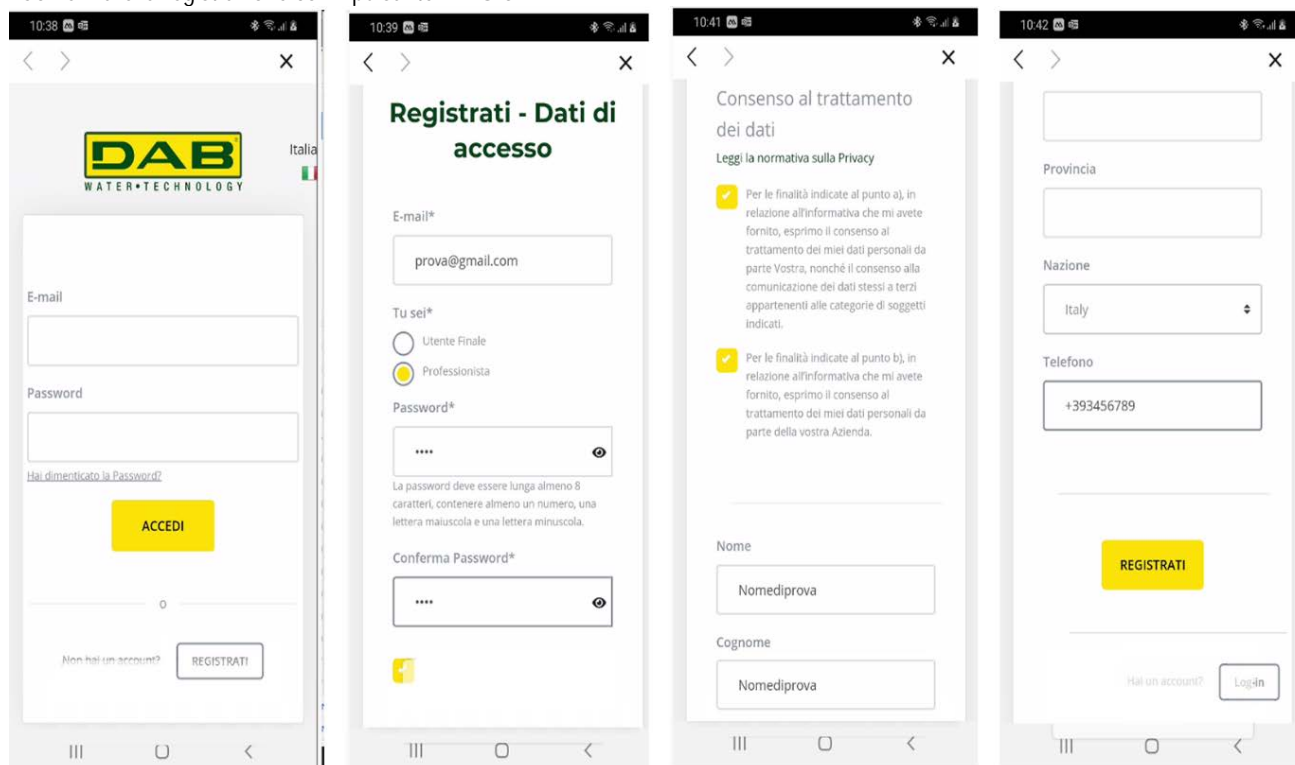 10:38
DAB
WATER•TECHNOLOGY
Italia
E-mail
Password
Hai dimenticato la Password?
ACCEDI
o
Non hai un account?
REGISTRATI
10:39
Registrati - Dati di
accesso
E-mail*
prova@gmail.com
Tu sei*
Utente Finale
Professionista
Password*
••••
La password deve essere lunga almeno 8
caratteri, contenere almeno un numero, una
lettera maiuscola e una lettera minuscola.
Conferma Password*
••••
10:41
Consenso al trattamento
dei dati
Leggi la normativa sulla Privacy
Per le finalità indicate al punto a), in
relazione all'informativa che mi avete
fornito, esprimo il consenso al
trattamento dei miei dati personali da
parte Vostra, nonché il consenso alla
comunicazione dei dati stessi a terzi
appartenenti alle categorie di soggetti
indicati.
Per le finalità indicate al punto b), in
relazione all'informativa che mi avete
fornito, esprimo il consenso al
trattamento dei miei dati personali da
parte della vostra Azienda.
Nome
Nomediprova
Cognome
Nomediprova
10:42
Provincia
Nazione
Italy
Telefono
+393456789
REGISTRATI
Hai un account?
Log-in